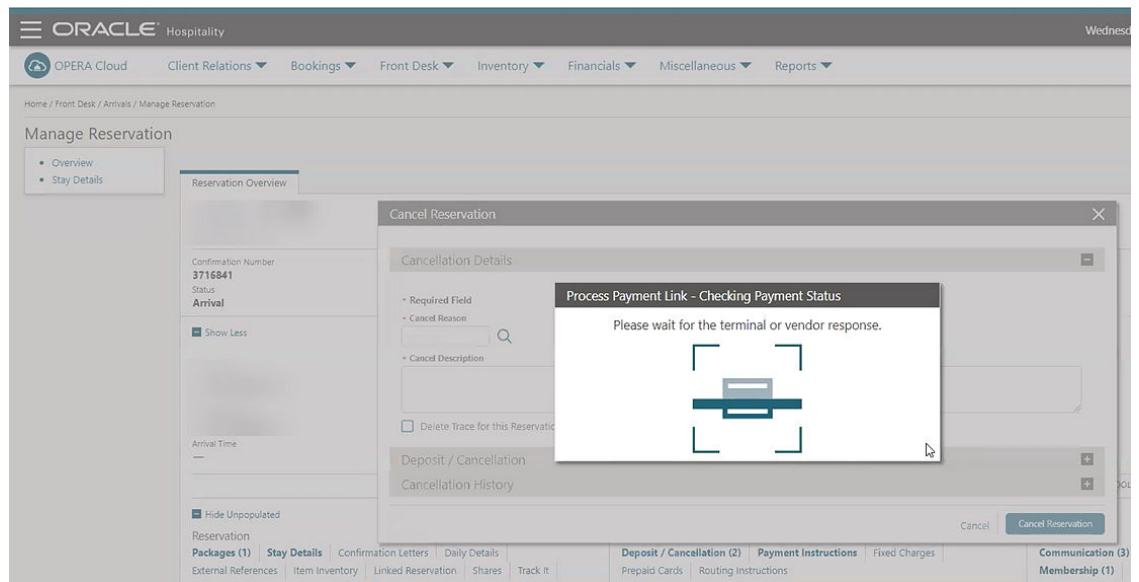 ORACLE Hospitality
Wednesd
OPERA Cloud Client Relations Bookings Front Desk Inventory Financials Miscellaneous Reports
Home / Front Desk / Arrivals / Manage Reservation
Manage Reservation
• Overview
• Stay Details
Reservation Overview
Confirmation Number
3716841
Status
Arrival
Show Less
Arrival Time
—
Cancel Reservation
Cancellation Details
* Required Field
* Cancel Reason
* Cancel Description
Delete Trace for this Reservatio
Deposit / Cancellation
Cancellation History
Cancel Cancel Reservation
Process Payment Link - Checking Payment Status
Please wait for the terminal or vendor response.
Hide Unpopulated
Reservation
Packages (1) Stay Details Confirmation Letters Daily Details
External References Item Inventory Linked Reservation Shares Track It
Deposit / Cancellation (2) Payment Instructions Fixed Charges
Prepaid Cards Routing Instructions
Communication (3)
Membership (1)